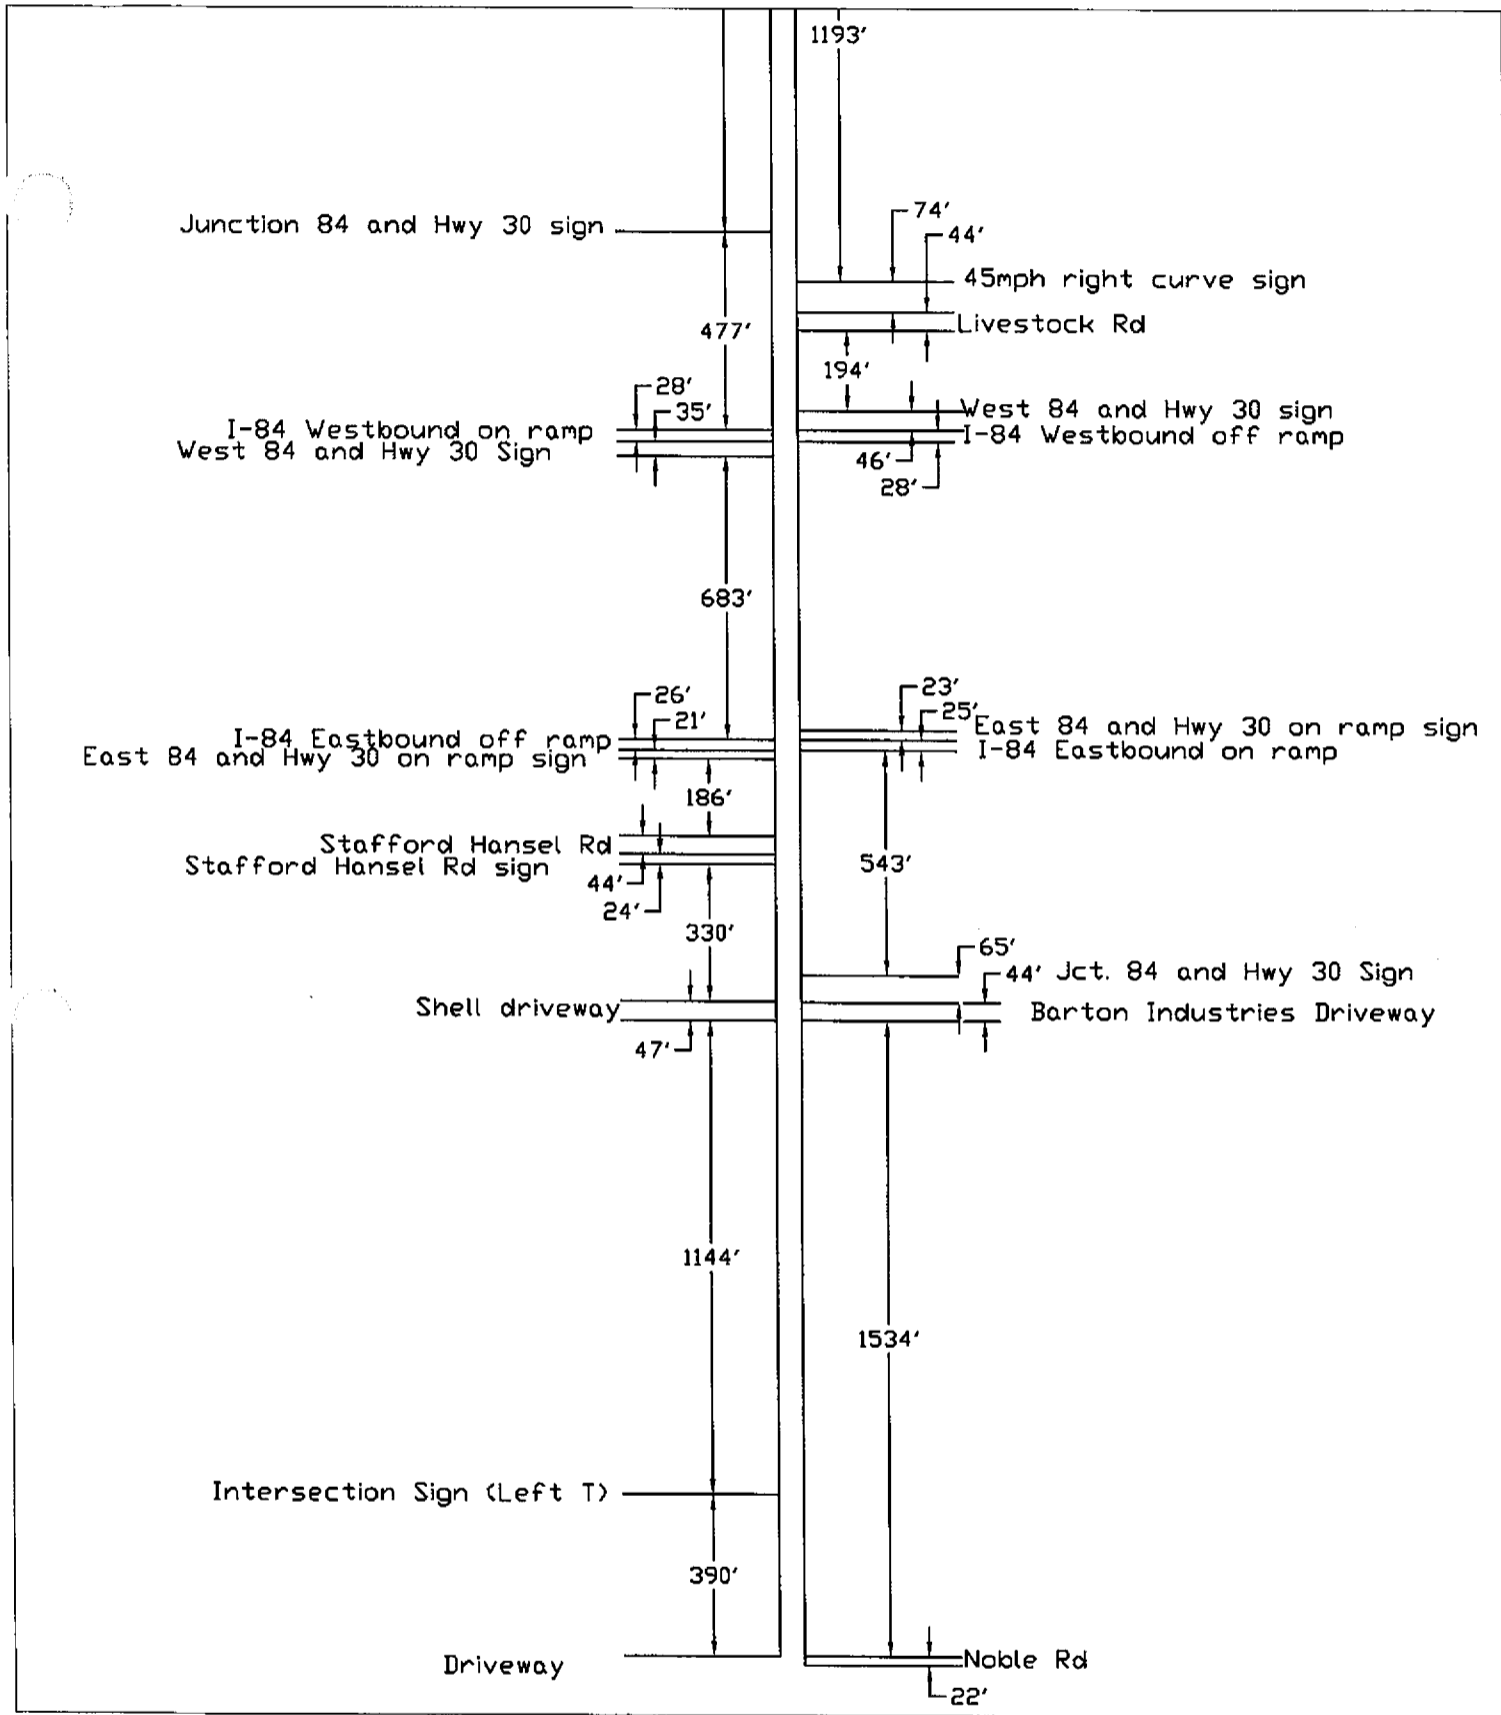 1193'
74'
Junction 84 and Hwy 30 sign
44'
45mph right curve sign
Livestock Rd
477'
194'
28'
35'
West 84 and Hwy 30 sign
I-84 Westbound on ramp
I-84 Westbound off ramp
West 84 and Hwy 30 Sign
46'
28'
683'
26'
23'
21'
25'
East 84 and Hwy 30 on ramp sign
I-84 Eastbound off ramp
I-84 Eastbound on ramp
East 84 and Hwy 30 on ramp sign
186'
Stafford Hansel Rd
Stafford Hansel Rd sign
543'
44'
24'
330'
65'
44' Jct. 84 and Hwy 30 Sign
Shell driveway
Barton Industries Driveway
47'
1144'
1534'
Intersection Sign (Left T)
390'
Driveway
Noble Rd
22'